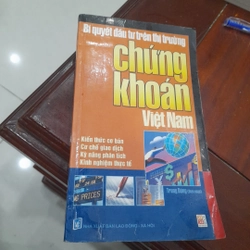 Bí quyết đầu tư trên thị trường
chứng
khoán
Việt Nam
- Kiến thức cơ bản
- Cơ chế giao dịch
- Kỹ năng phân tích
- Kinh nghiệm thực tế